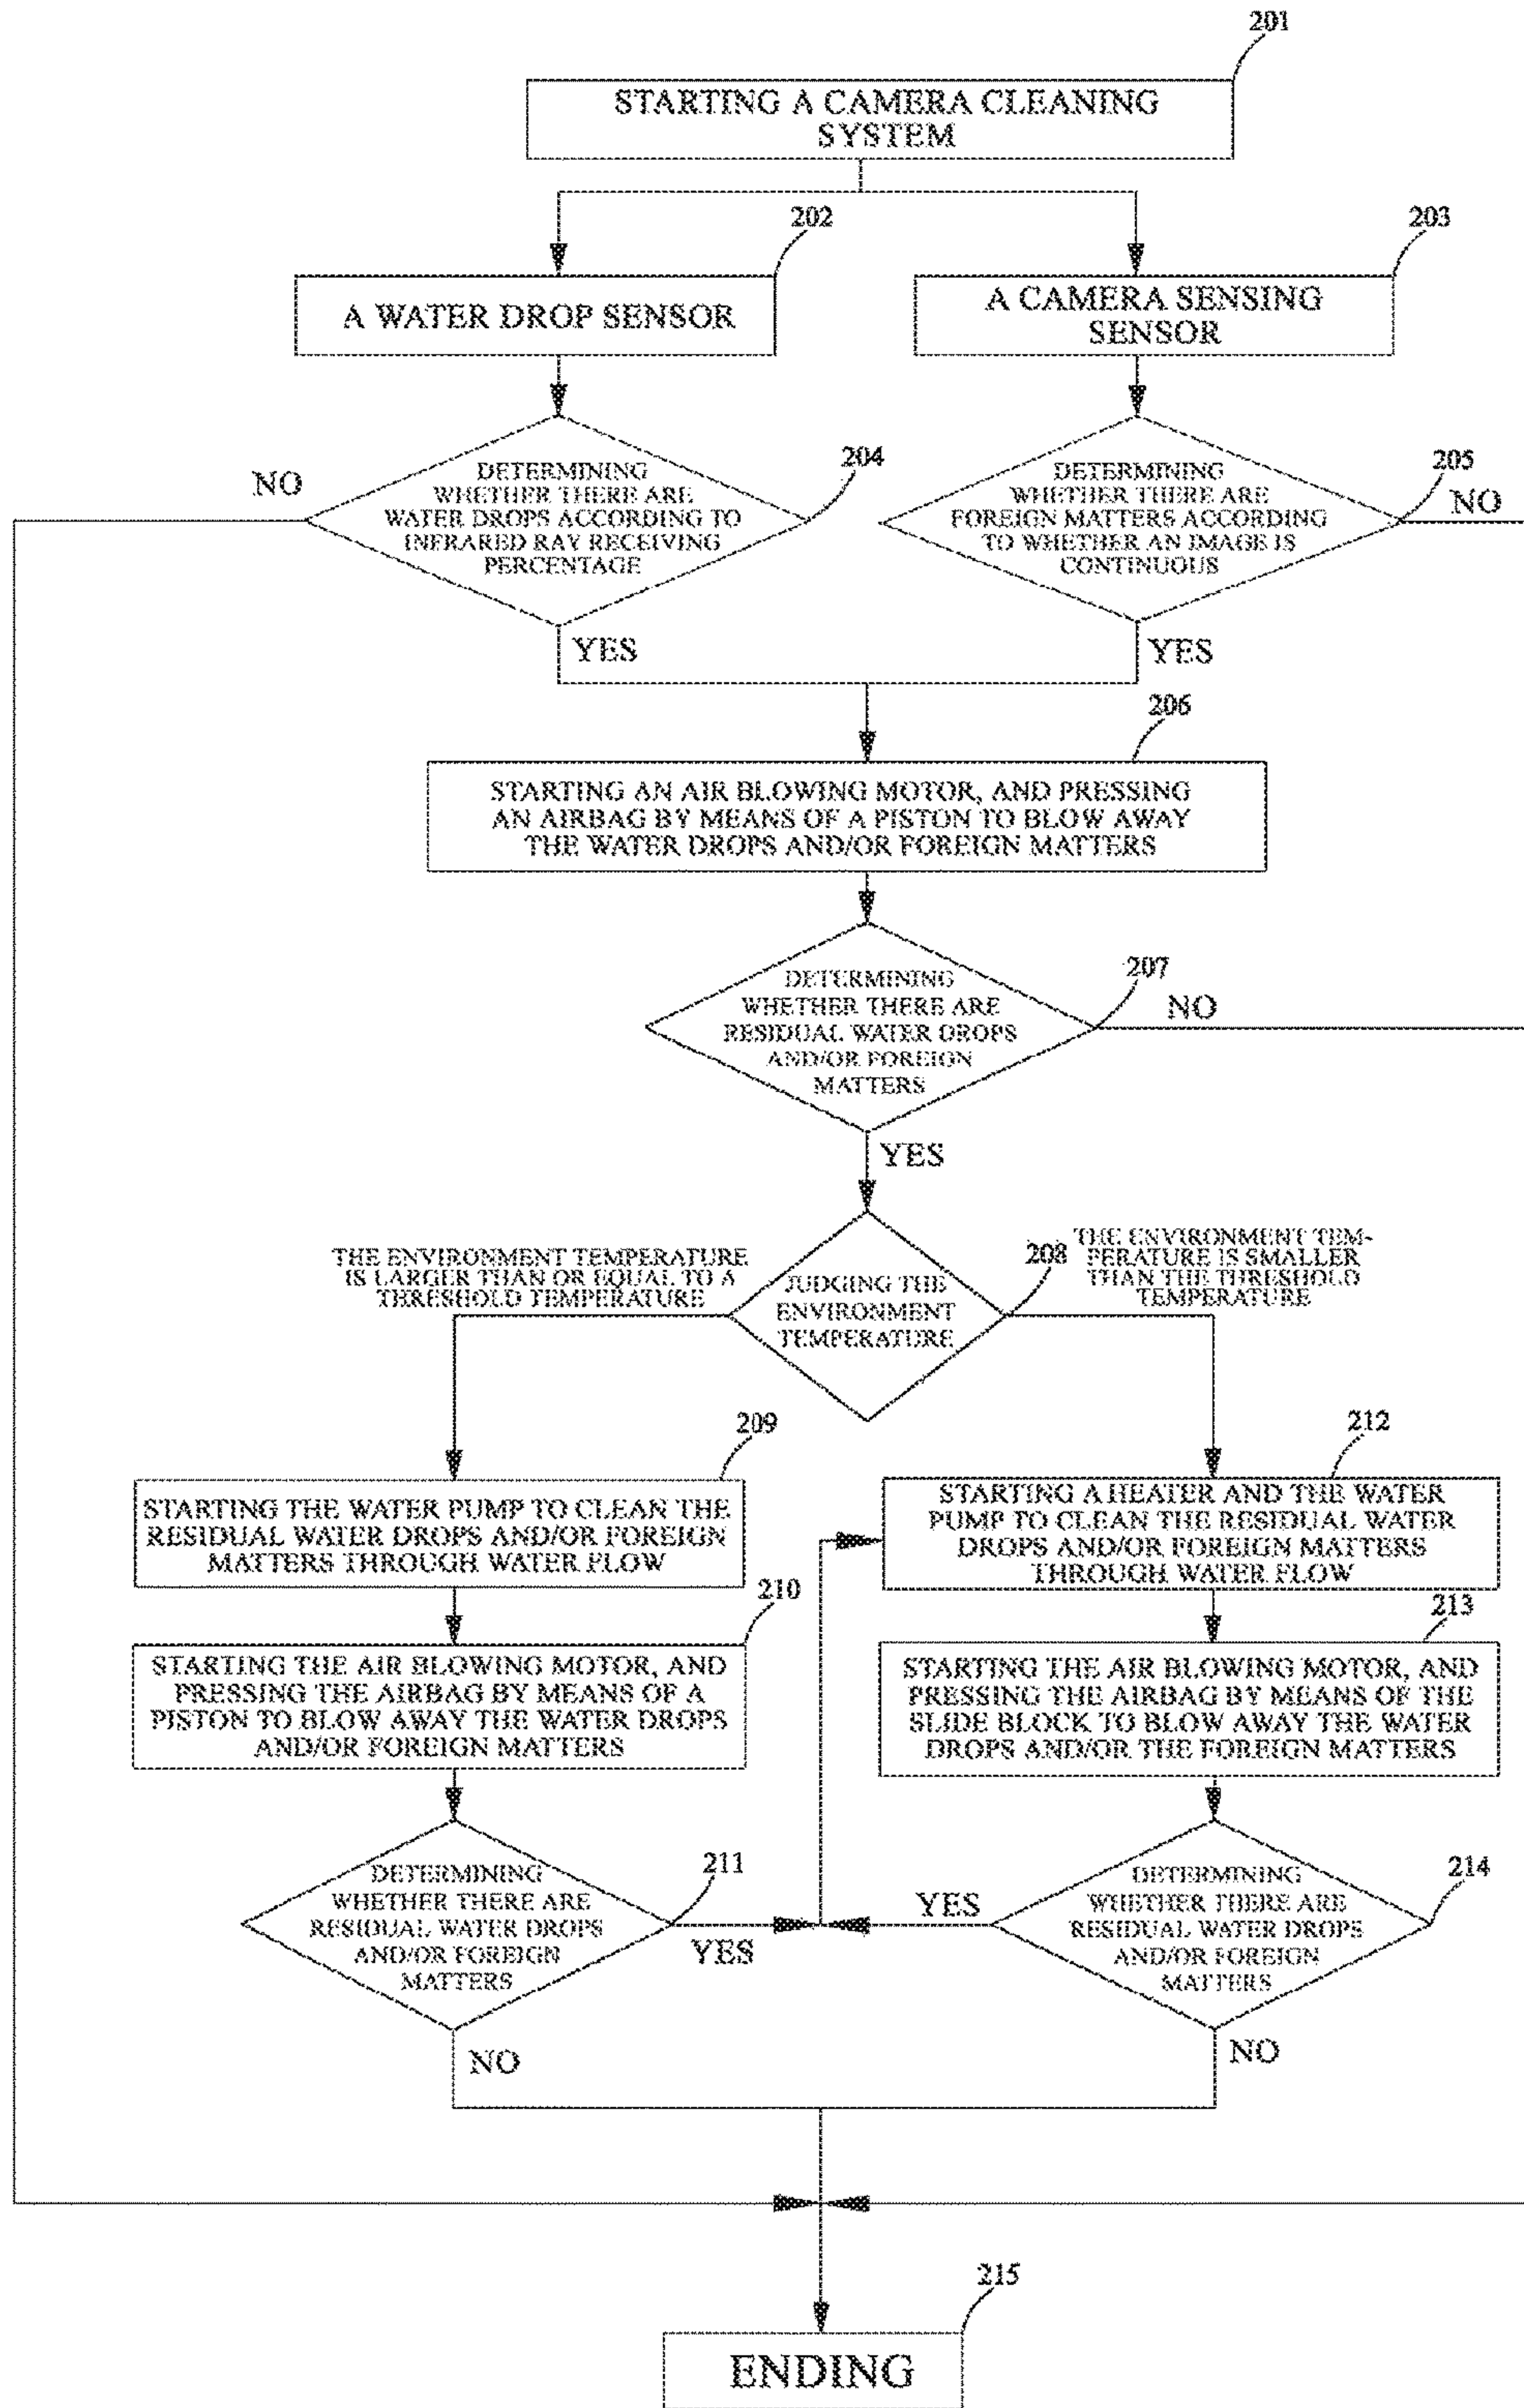 201
STARTING A CAMERA CLEANING
SYSTEM
202
203
A WATER DROP SENSOR
A CAMERA SENSING
SENSOR
204
205
NO
DETERMINING
WHETHER THERE ARE
WATER DROPS ACCORDING TO
INFRARED RAY RECEIVING
PERCENTAGE
DETERMINING
WHETHER THERE ARE
FOREIGN MATTERS ACCORDING
TO WHETHER AN IMAGE IS
CONTINUOUS
NO
YES
YES
206
STARTING AN AIR BLOWING MOTOR, AND PRESSING
AN AIRBAG BY MEANS OF A PISTON TO BLOW AWAY
THE WATER DROPS AND/OR FOREIGN MATTERS
207
DETERMINING
WHETHER THERE ARE
RESIDUAL WATER DROPS
AND/OR FOREIGN
MATTERS
NO
YES
THE ENVIRONMENT TEMPERATURE
IS LARGER THAN OR EQUAL TO A
THRESHOLD TEMPERATURE
208
JUDGING THE
ENVIRONMENT
TEMPERATURE
THE ENVIRONMENT TEM-
PERATURE IS SMALLER
THAN THE THRESHOLD
TEMPERATURE
209
212
STARTING THE WATER PUMP TO CLEAN THE
RESIDUAL WATER DROPS AND/OR FOREIGN
MATTERS THROUGH WATER FLOW
STARTING A HEATER AND THE WATER
PUMP TO CLEAN THE RESIDUAL WATER
DROPS AND/OR FOREIGN MATTERS
THROUGH WATER FLOW
210
213
STARTING THE AIR BLOWING MOTOR, AND
PRESSING THE AIRBAG BY MEANS OF A
PISTON TO BLOW AWAY THE WATER DROPS
AND/OR FOREIGN MATTERS
STARTING THE AIR BLOWING MOTOR, AND
PRESSING THE AIRBAG BY MEANS OF THE
SLIDE BLOCK TO BLOW AWAY THE WATER
DROPS AND/OR THE FOREIGN MATTERS
211
214
DETERMINING
WHETHER THERE ARE
RESIDUAL WATER DROPS
AND/OR FOREIGN
MATTERS
YES
YES
DETERMINING
WHETHER THERE ARE
RESIDUAL WATER DROPS
AND/OR FOREIGN
MATTERS
NO
NO
215
ENDING